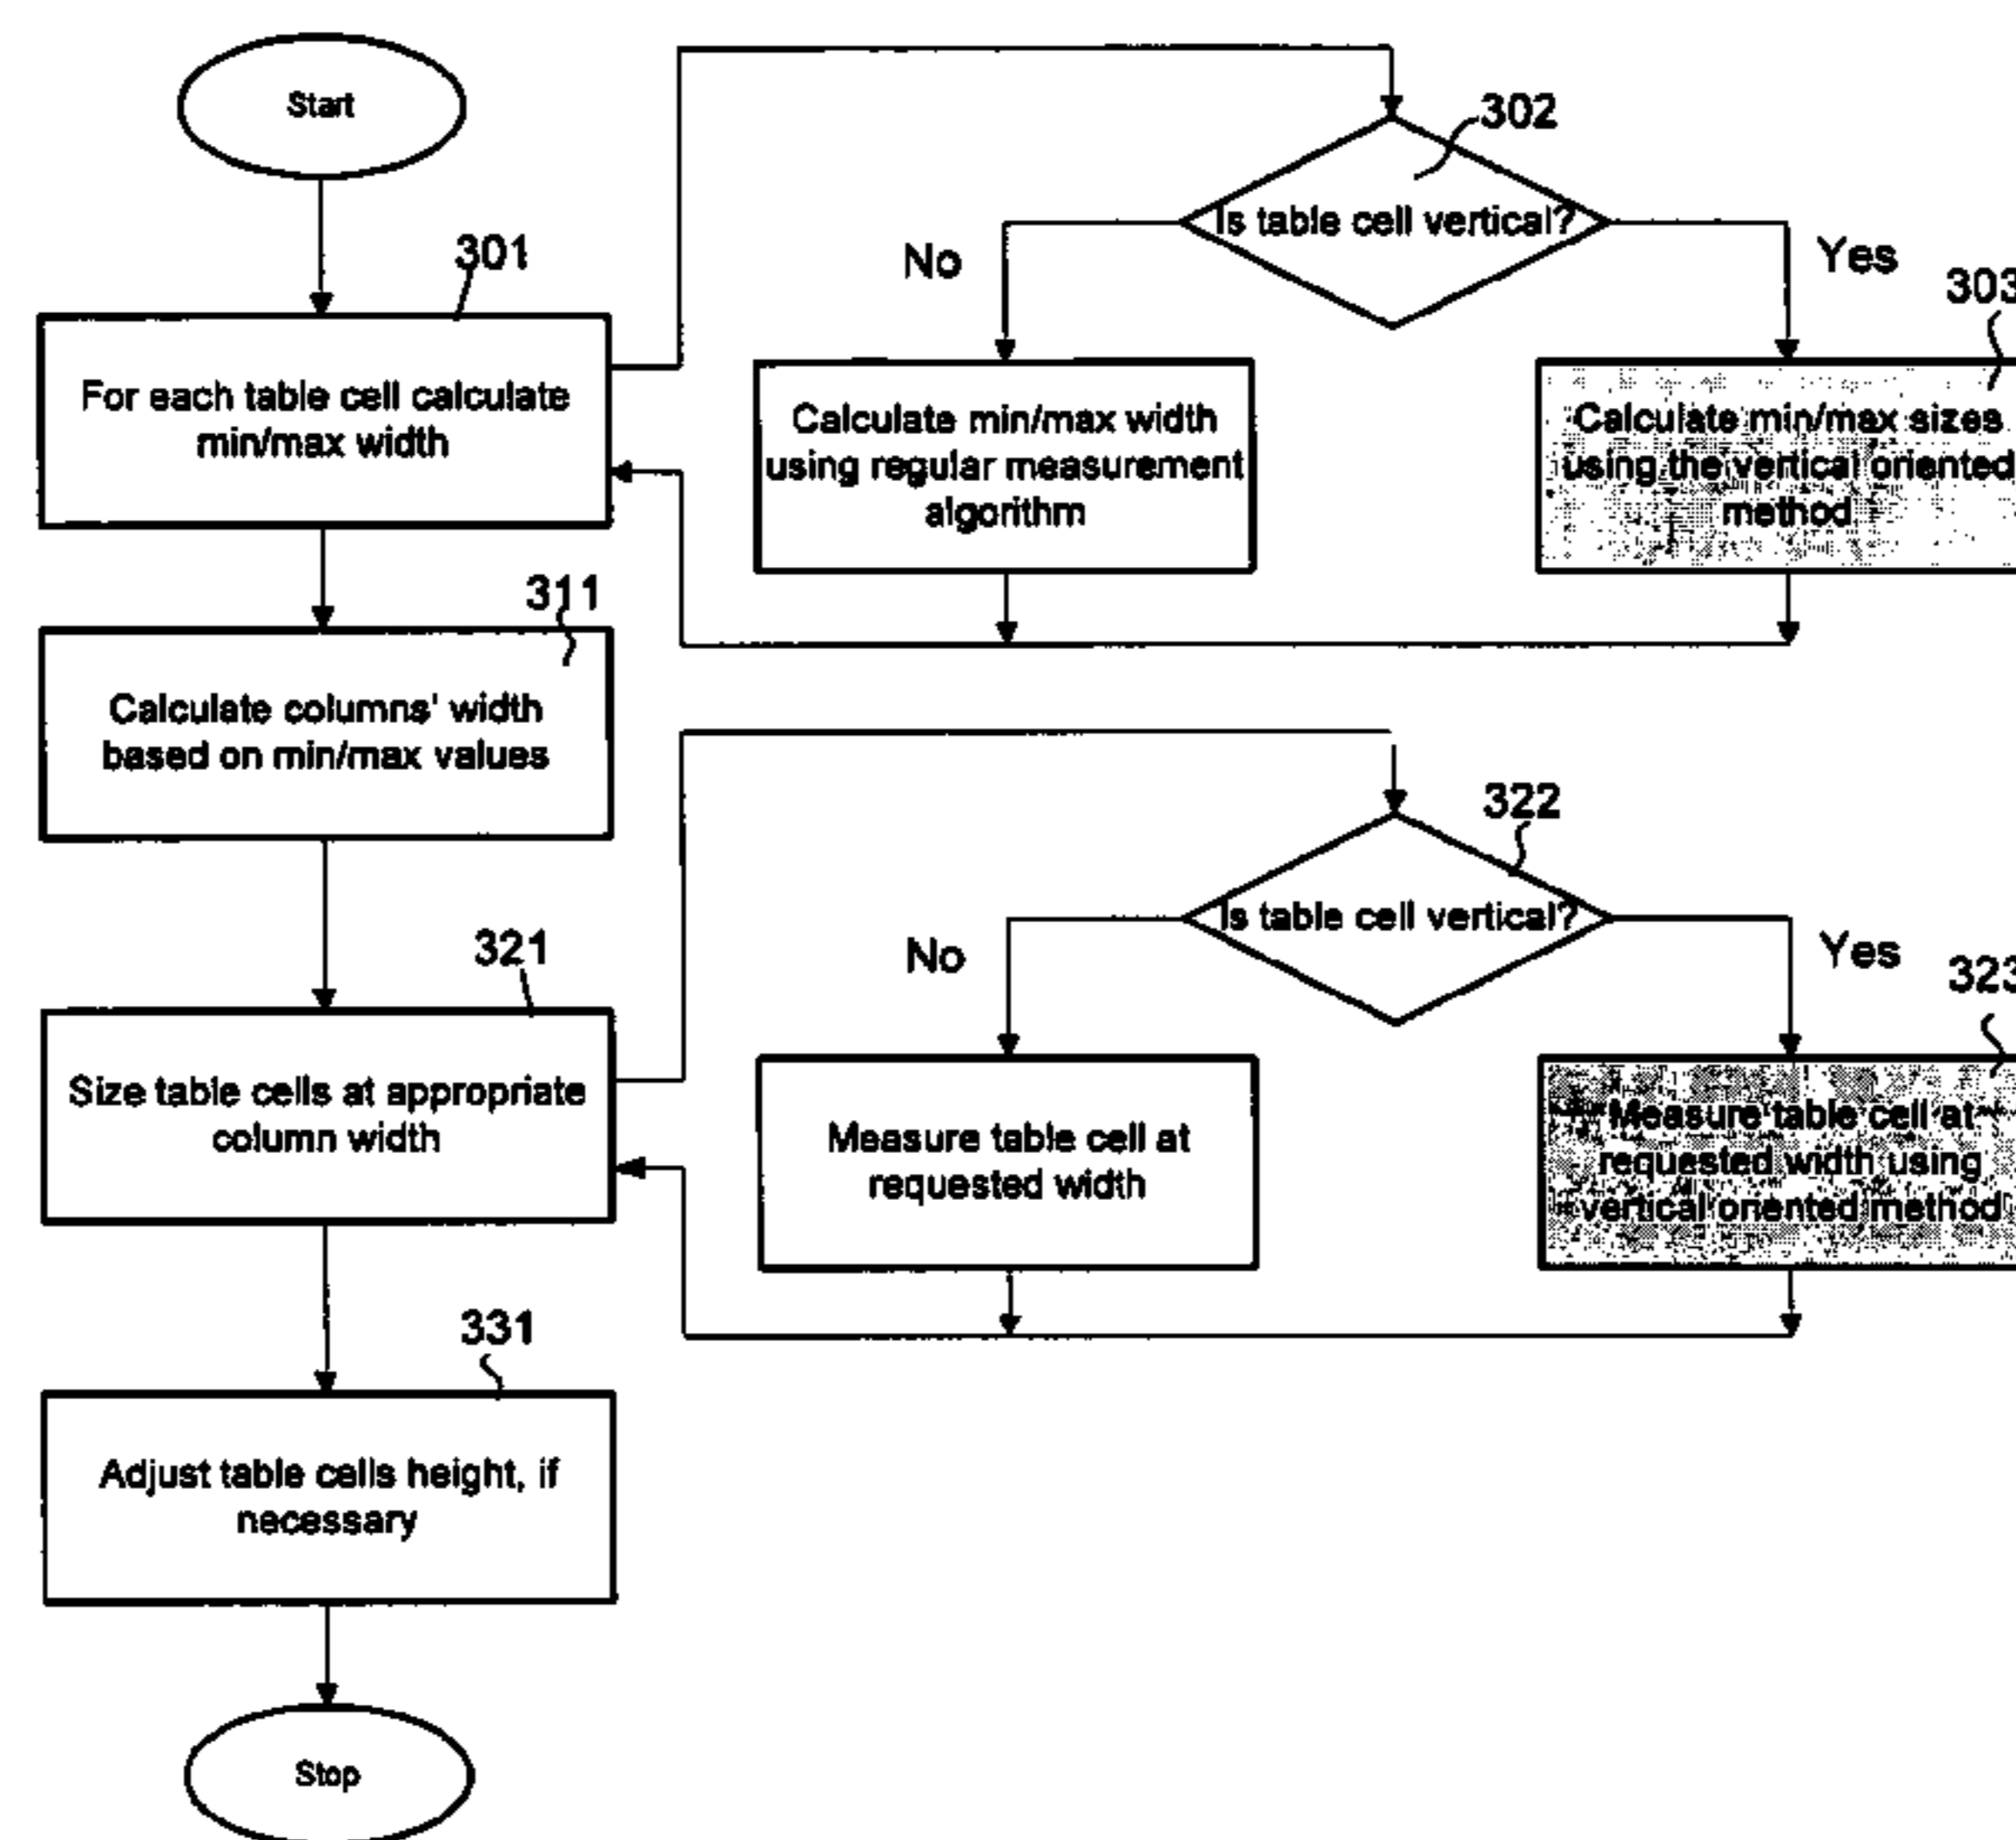 Start
301
For each table cell calculate
min/max width
302
Is table cell vertical?
No
Yes
303
Calculate min/max width
using regular measurement
algorithm
Calculate min/max sizes
using the vertical oriented
method
311
Calculate columns' width
based on min/max values
321
Size table cells at appropriate
column width
322
Is table cell vertical?
No
Yes
323
Measure table cell at
requested width
Measure table cell at
requested width using
vertical oriented method
331
Adjust table cells height, if
necessary
Stop